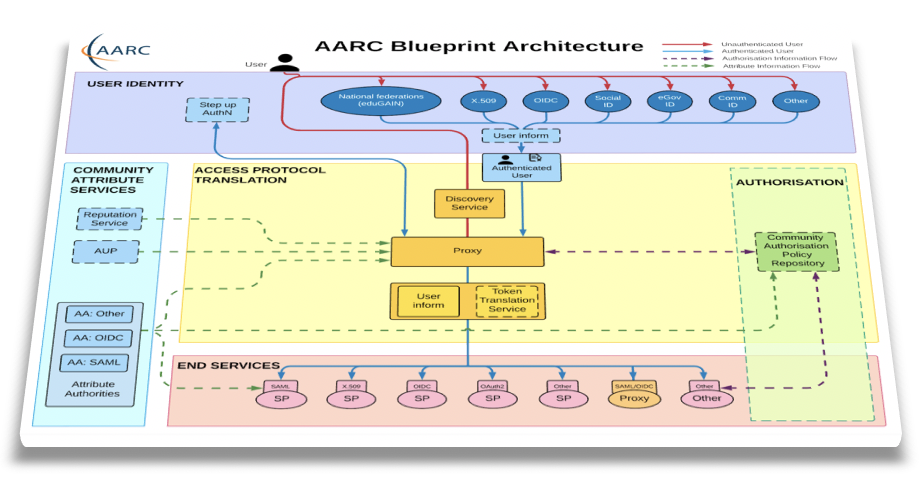 AARC
AARC Blueprint Architecture
User
Unauthenticated User
Authenticated User
Authorisation Information Flow
Attribute Information Flow
USER IDENTITY
Step up
AuthN
National federations
(eduGAIN)
X.509
OIDC
Social
ID
eGov
ID
Comm
ID
Other
User inform
Authenticated
User
COMMUNITY
ATTRIBUTE
SERVICES
Reputation
Service
AUP
AA: Other
AA: OIDC
AA: SAML
Attribute
Authorities
ACCESS PROTOCOL
TRANSLATION
Discovery
Service
Proxy
User
inform
Token
Translation
Service
AUTHORISATION
Community
Authorisation
Policy
Repository
END SERVICES
SAML
SP
X.509
SP
OIDC
SP
OAuth2
SP
Other
SP
SAML/OIDC
Proxy
Other
Other